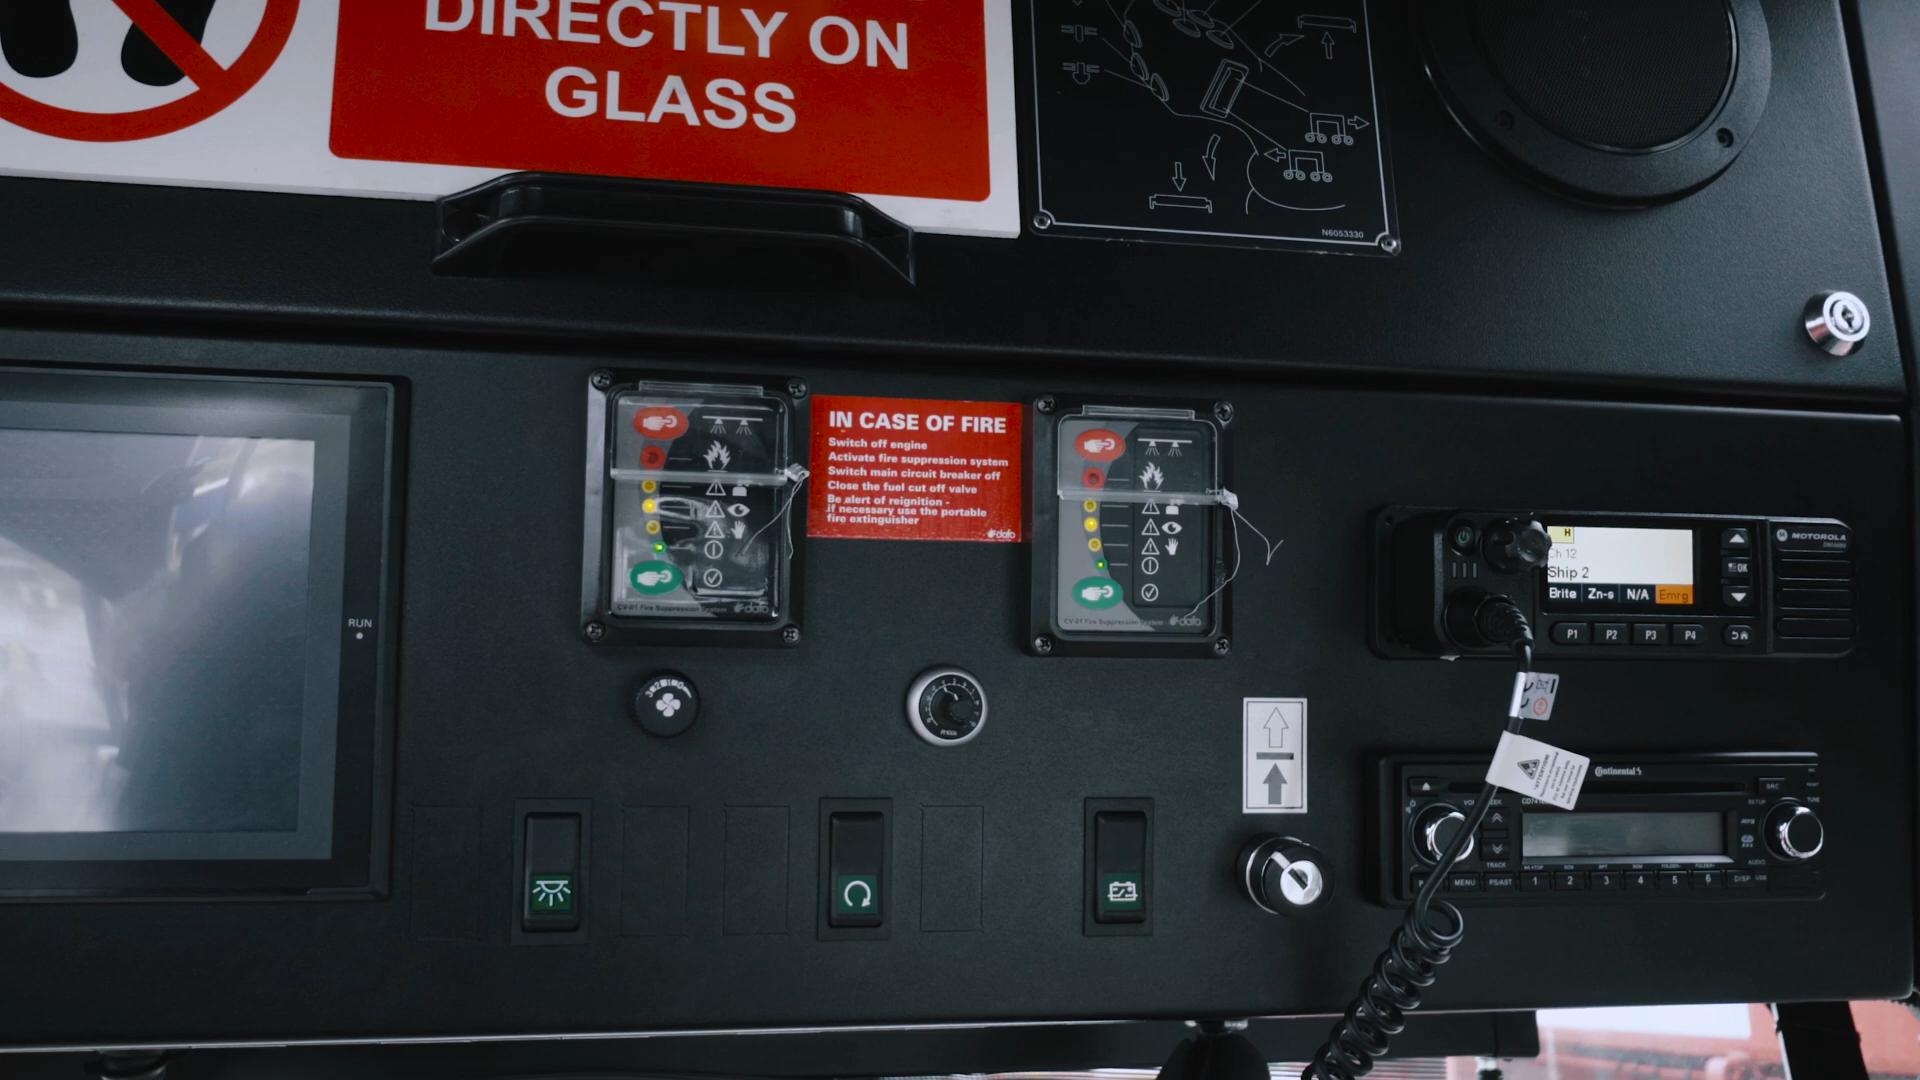 DIRECTLY ON
GLASS
N6053330
IN CASE OF FIRE
Switch off engine
Activate fire suppression system
Switch main circuit breaker off
Close the fuel cut off valve
Be alert of reignition -
if necessary use the portable
fire extinguisher
dafo
CV-01 Fire Suppression System dafo
CV-01 Fire Suppression System dafo
RUN
MOTOROLA
H
Ch 12
Ship 2
Brite Zn-s N/A Emrg
OK
P1 P2 P3 P4
Continental
SRC
SETUP
TUNE
TRACK
AUDIO
MENU PS/AST 1 2 3 4 5 6 DISP